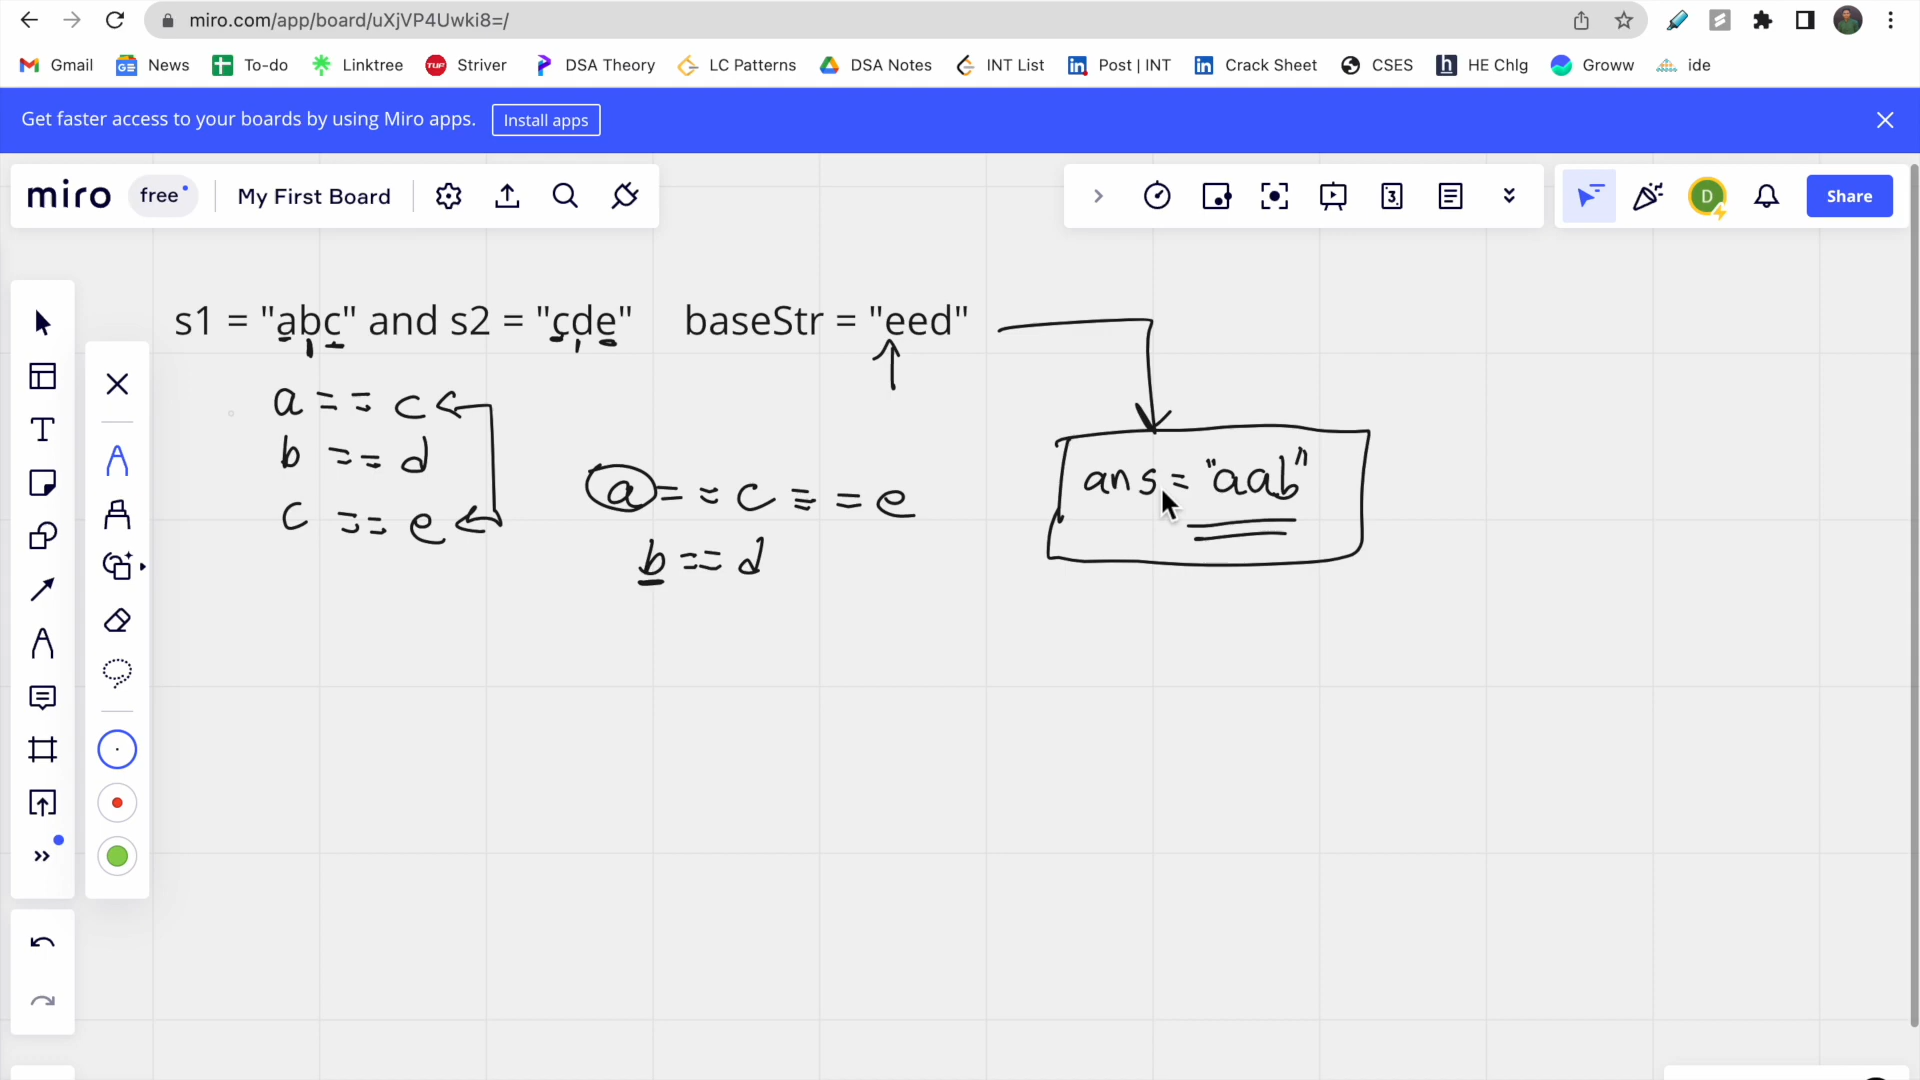 miro.com/app/board/uXjVP4Uwki8=/
Gmail News To-do Linktree TUF Striver DSA Theory LC Patterns DSA Notes INT List Post | INT Crack Sheet CSES HE Chlg Groww ide
Get faster access to your boards by using Miro apps. Install apps
miro free My First Board 3 D Share
s1 = "abc" and s2 = "cde" baseStr = "eed"
a == c
b == d
c == e
a == c == e
b == d
ans = "aab"